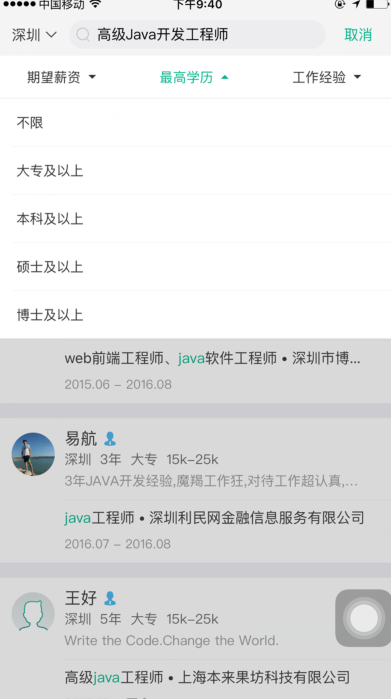 中国移动 下午9:40
深圳 高级Java开发工程师 取消
期望薪资 最高学历 工作经验
不限
大专及以上
本科及以上
硕士及以上
博士及以上
web前端工程师、java软件工程师 • 深圳市博...
2015.06 – 2016.08
易航
深圳 3年 大专 15k-25k
3年JAVA开发经验,魔羯工作狂,对待工作超认真,...
java工程师 • 深圳利民网金融信息服务有限公司
2016.07 – 2016.08
王好
深圳 5年 大专 15k-25k
Write the Code.Change the World.
高级java工程师 • 上海本来果坊科技有限公司